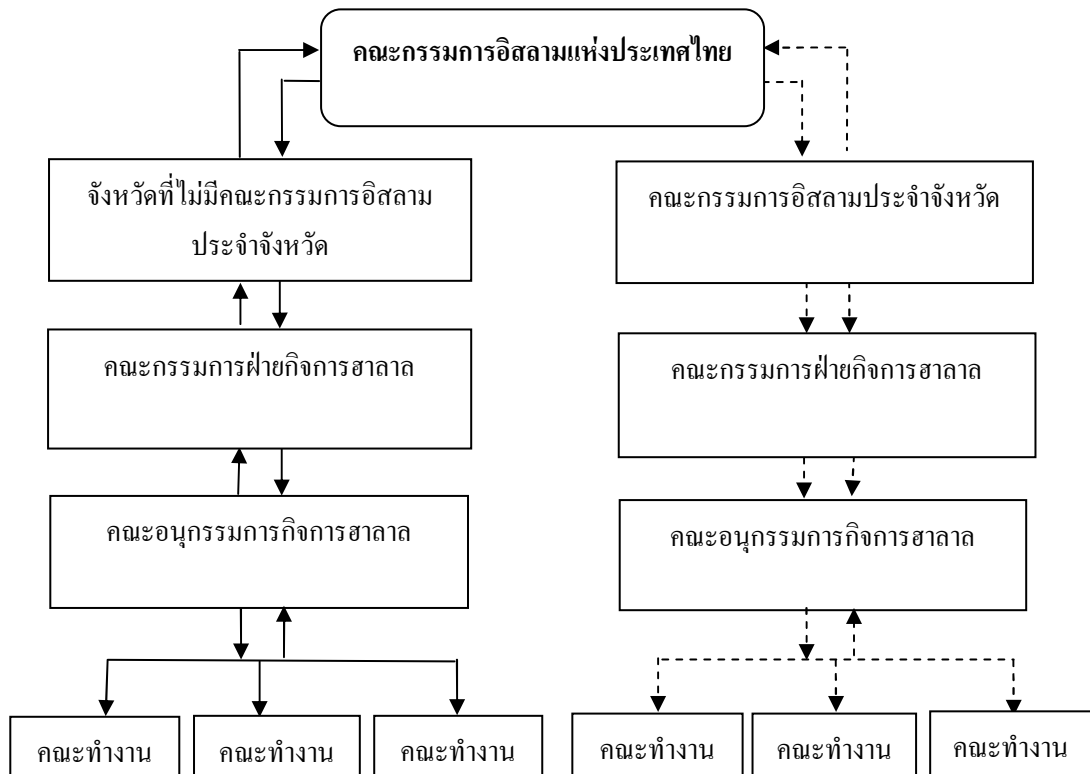 คณะกรรมการอิสลามแห่งประเทศไทย
จังหวัดที่ไม่มีคณะกรรมการอิสลาม
ประจำจังหวัด
คณะกรรมการอิสลามประจำจังหวัด
คณะกรรมการฝ่ายกิจการฮาลาล
คณะกรรมการฝ่ายกิจการฮาลาล
คณะอนุกรรมการกิจการฮาลาล
คณะอนุกรรมการกิจการฮาลาล
คณะทำงาน
คณะทำงาน
คณะทำงาน
คณะทำงาน
คณะทำงาน
คณะทำงาน